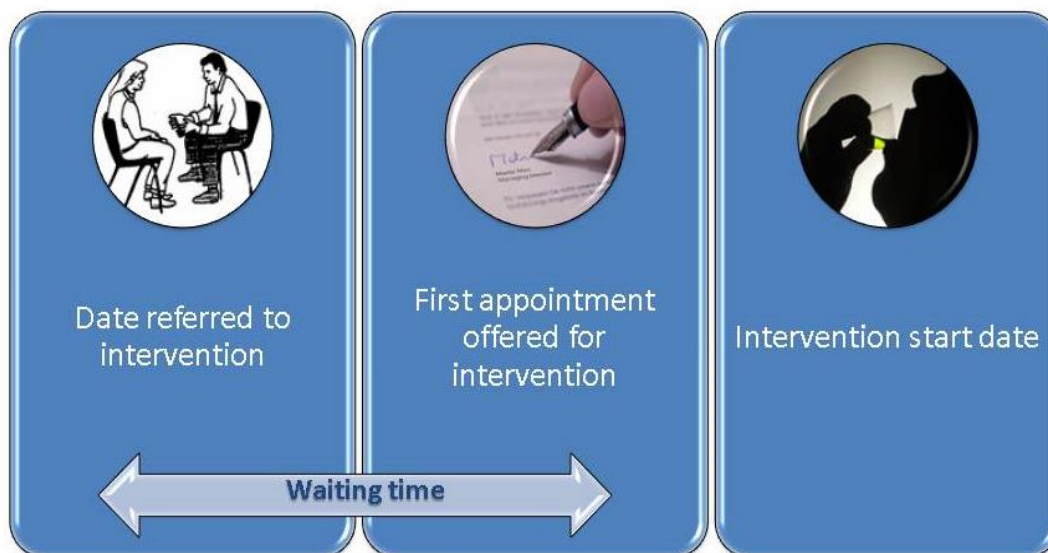 Date referred to
intervention
First appointment
offered for
intervention
Intervention start date
Waiting time